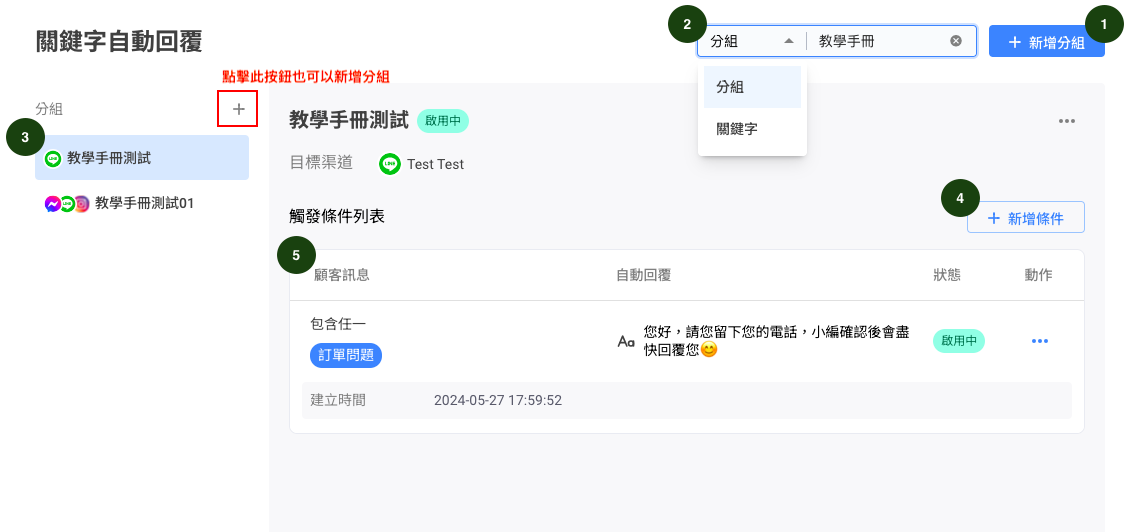 關鍵字自動回覆
2
分組
教學手冊
1
新增分組
點擊此按鈕也可以新增分組
分組
分組
關鍵字
3
教學手冊測試
教學手冊測試01
教學手冊測試
啟用中
目標渠道
LINE
Test Test
觸發條件列表
4
新增條件
5
顧客訊息
自動回覆
狀態
動作
包含任一
訂單問題
Aa
您好，請您留下您的電話，小編確認後會盡
快回覆您😊
啟用中
建立時間
2024-05-27 17:59:52